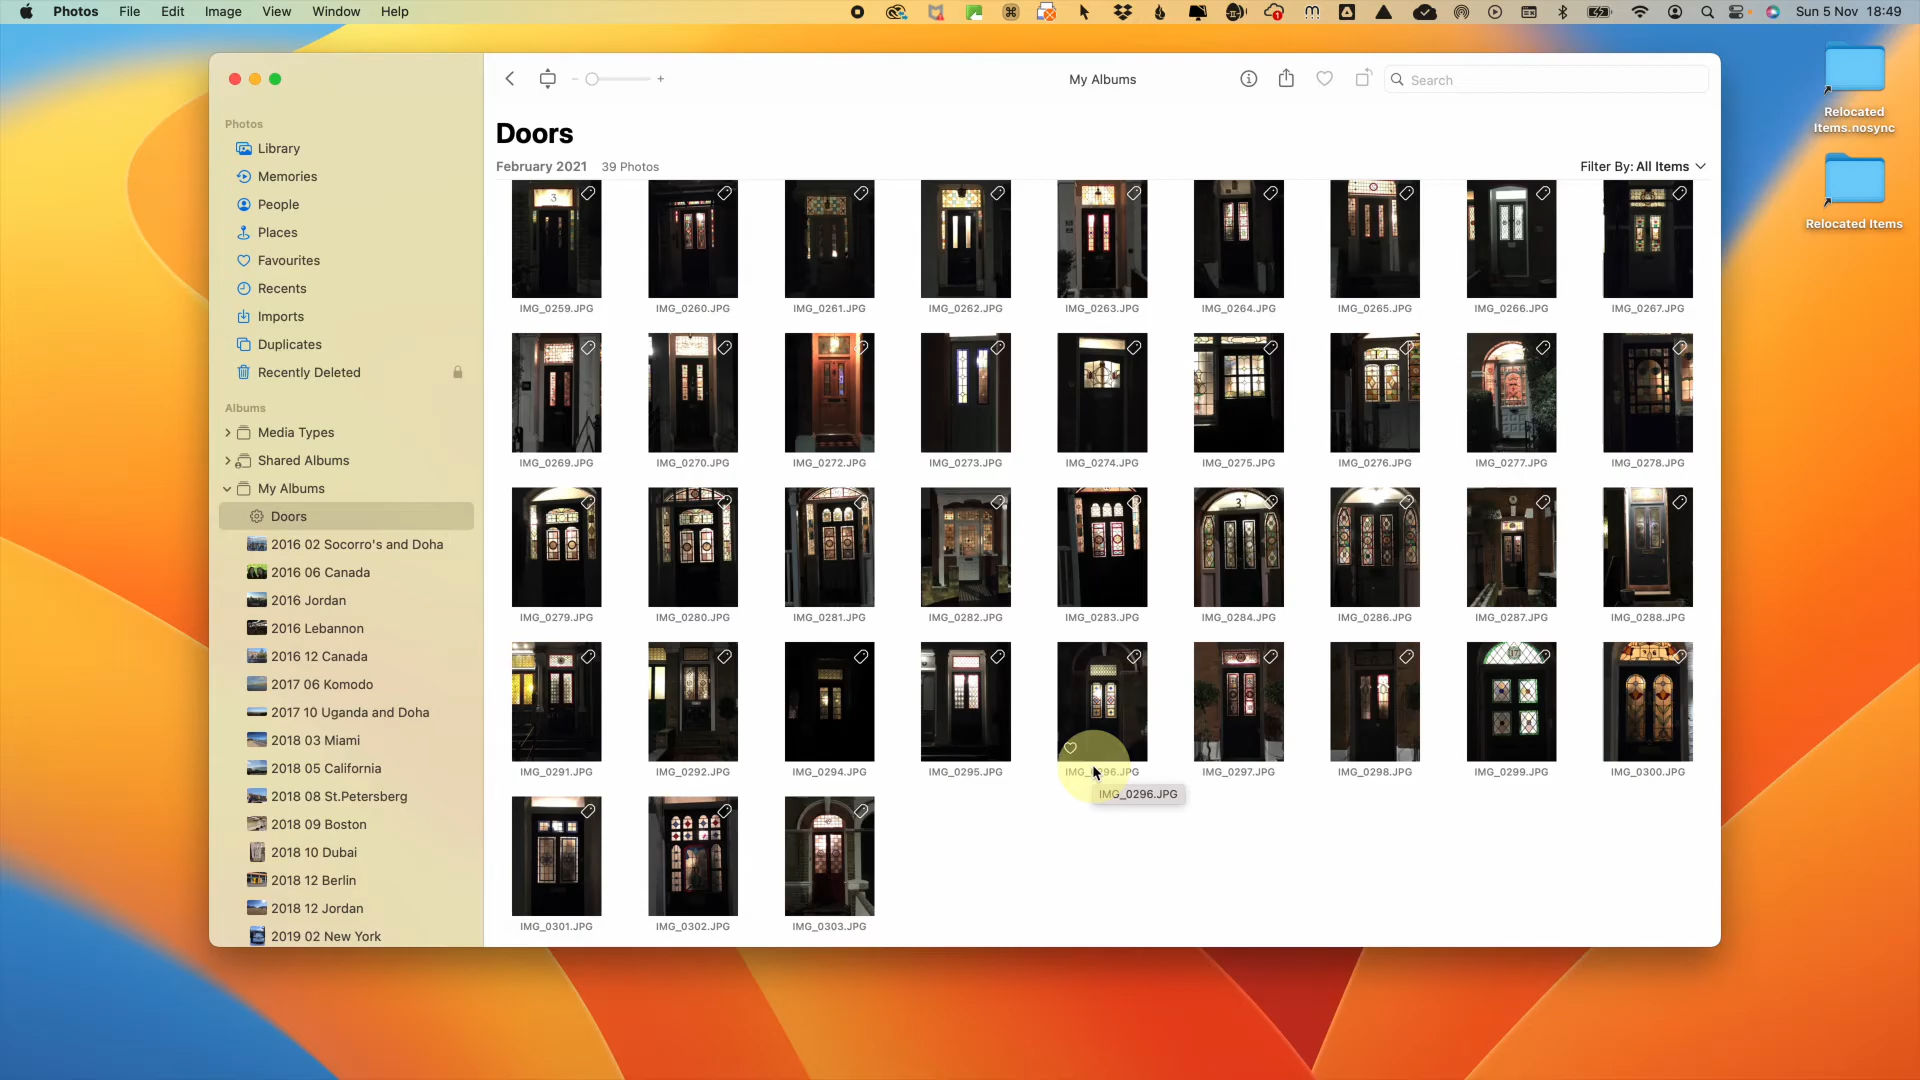 Photos File Edit Image View Window Help Sun 5 Nov 18:49
My Albums
Search
Photos
Library
Memories
People
Places
Favourites
Recents
Imports
Duplicates
Recently Deleted
Albums
Media Types
Shared Albums
My Albums
Doors
2016 02 Socorro's and Doha
2016 06 Canada
2016 Jordan
2016 Lebannon
2016 12 Canada
2017 06 Komodo
2017 10 Uganda and Doha
2018 03 Miami
2018 05 California
2018 08 St.Petersberg
2018 09 Boston
2018 10 Dubai
2018 12 Berlin
2018 12 Jordan
2019 02 New York
Doors
February 2021 39 Photos
Filter By: All Items
3
IMG_0259.JPG IMG_0260.JPG IMG_0261.JPG IMG_0262.JPG IMG_0263.JPG IMG_0264.JPG IMG_0265.JPG IMG_0266.JPG IMG_0267.JPG
IMG_0269.JPG IMG_0270.JPG IMG_0272.JPG IMG_0273.JPG IMG_0274.JPG IMG_0275.JPG IMG_0276.JPG IMG_0277.JPG IMG_0278.JPG
3
IMG_0279.JPG IMG_0280.JPG IMG_0281.JPG IMG_0282.JPG IMG_0283.JPG IMG_0284.JPG IMG_0286.JPG IMG_0287.JPG IMG_0288.JPG
17
IMG_0291.JPG IMG_0292.JPG IMG_0294.JPG IMG_0295.JPG IMG_0296.JPG IMG_0297.JPG IMG_0298.JPG IMG_0299.JPG IMG_0300.JPG
IMG_0296.JPG
IMG_0301.JPG IMG_0302.JPG IMG_0303.JPG
Relocated
Items.nosync
Relocated Items